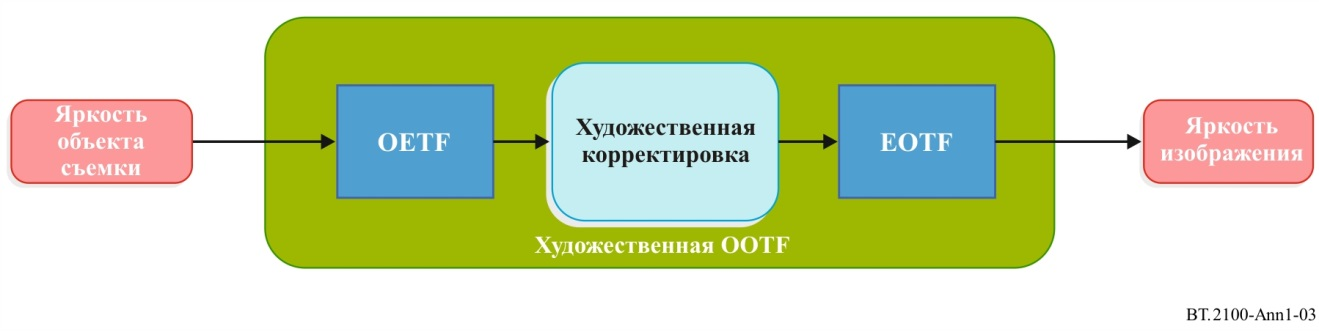 Яркость
объекта
съемки
OETF
Художественная
корректировка
EOTF
Яркость
изображения
Художественная OOTF
BT.2100-Ann1-03